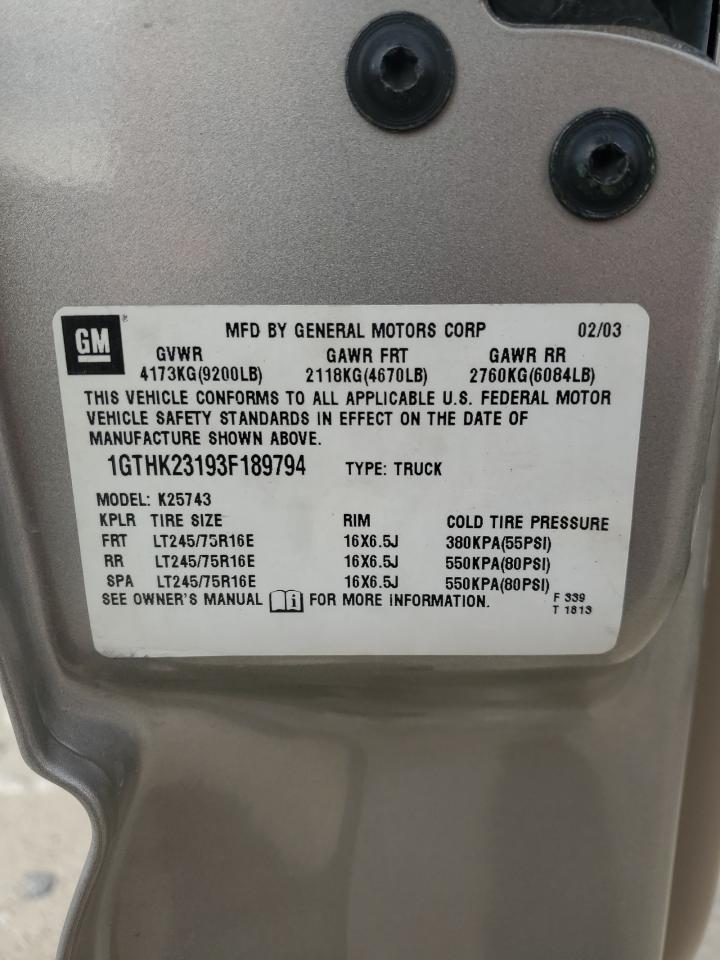 GM
MFD BY GENERAL MOTORS CORP 02/03
GVWR GAWR FRT GAWR RR
4173KG(9200LB) 2118KG(4670LB) 2760KG(6084LB)
THIS VEHICLE CONFORMS TO ALL APPLICABLE U.S. FEDERAL MOTOR
VEHICLE SAFETY STANDARDS IN EFFECT ON THE DATE OF
MANUFACTURE SHOWN ABOVE.
1GTHK23193F189794 TYPE: TRUCK
MODEL: K25743
KPLR TIRE SIZE RIM COLD TIRE PRESSURE
FRT LT245/75R16E 16X6.5J 380KPA(55PSI)
RR LT245/75R16E 16X6.5J 550KPA(80PSI)
SPA LT245/75R16E 16X6.5J 550KPA(80PSI)
SEE OWNER'S MANUAL i FOR MORE INFORMATION.
F 339
T 1813